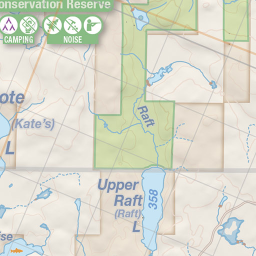 onservation Reserve
CAMPING NOISE
Raft
ote
(Kate's)
L
Upper
Raft
(Raft)
L
358
se